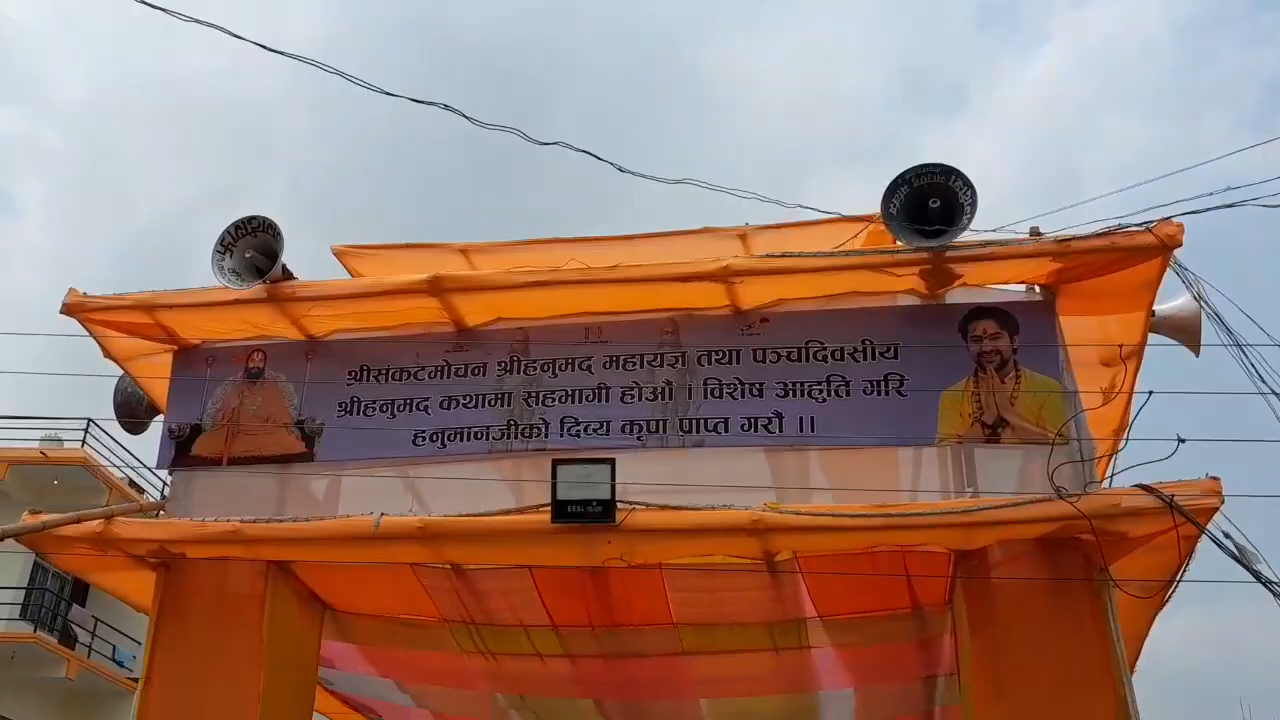 श्रीसंकटमोचन श्रीहनुमद् महायज्ञ तथा पञ्चदिवसीय
श्रीहनुमद् कथामा सहभागी होऔं । विशेष आहुति गरि
हनुमानजीको दिव्य कृपा प्राप्त गरौं ।।
EESL